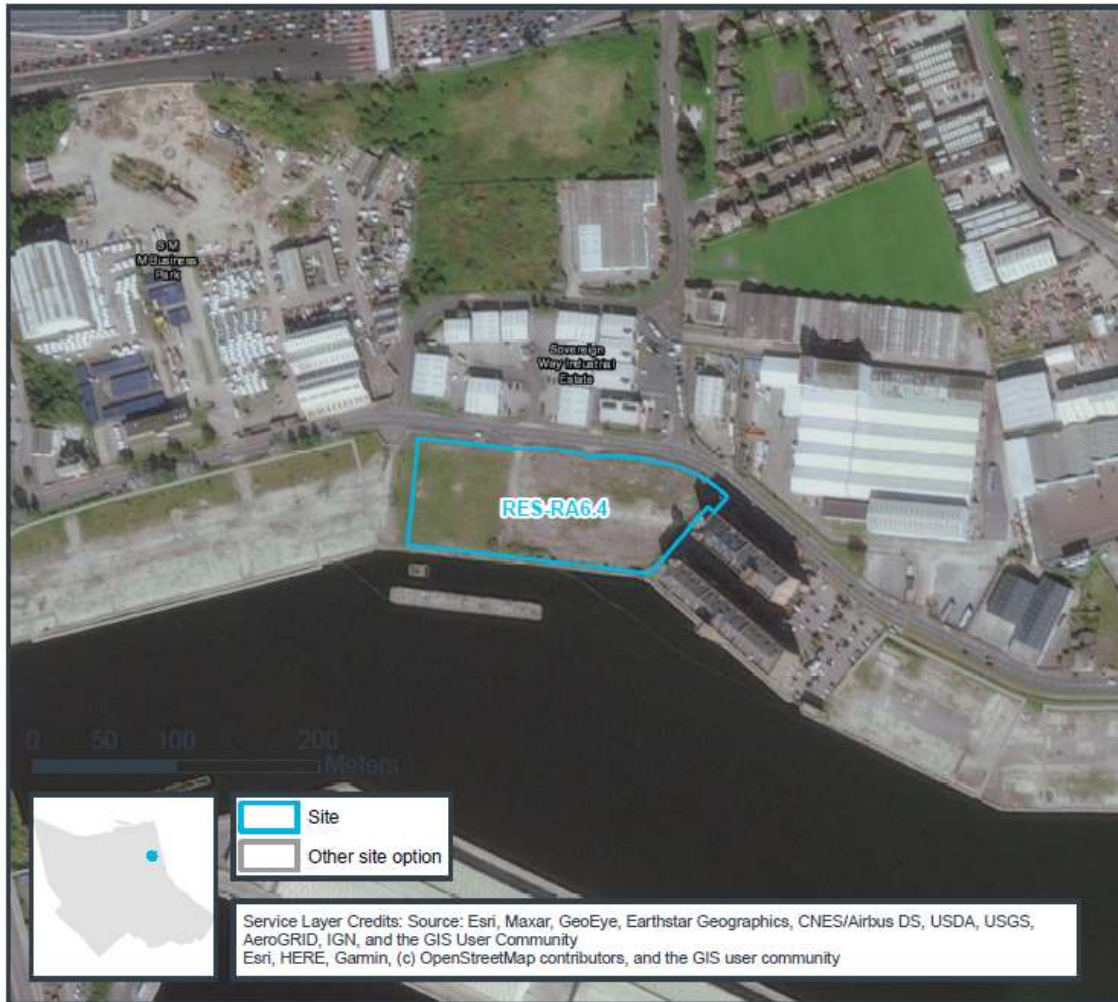 S M
M Business
Park
Sovereign
Way Industrial
Estate
RES-RA6.4
0 50 100 200
Meters
Site
Other site option
Service Layer Credits: Source: Esri, Maxar, GeoEye, Earthstar Geographics, CNES/Airbus DS, USDA, USGS,
AeroGRID, IGN, and the GIS User Community
Esri, HERE, Garmin, (c) OpenStreetMap contributors, and the GIS user community